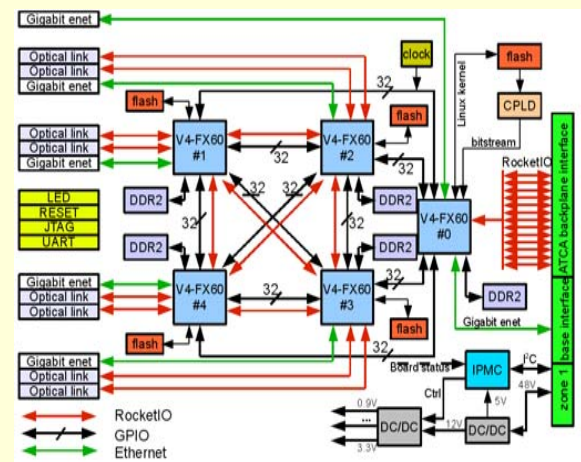 Gigabit enet
Optical link
Optical link
Gigabit enet
Optical link
Optical link
Gigabit enet
LED
RESET
JTAG
UART
Gigabit enet
Optical link
Optical link
Gigabit enet
Optical link
Optical link
RocketIO
GPIO
Ethernet
flash
32
clock
flash
Linux kernel
flash
CPLD
bitstream
V4-FX60
#1
32
V4-FX60
#2
32
DDR2
32
32
32
32
DDR2
RocketIO
V4-FX60
#0
ATCA backplane interface
DDR2
DDR2
DDR2
V4-FX60
#4
32
V4-FX60
#3
32
flash
flash
32
Gigabit enet
base interface
Board status
IPMC
I²C
zone 1
Ctrl
5V
48V
0.9V
...
3.3V
DC/DC
12V
DC/DC